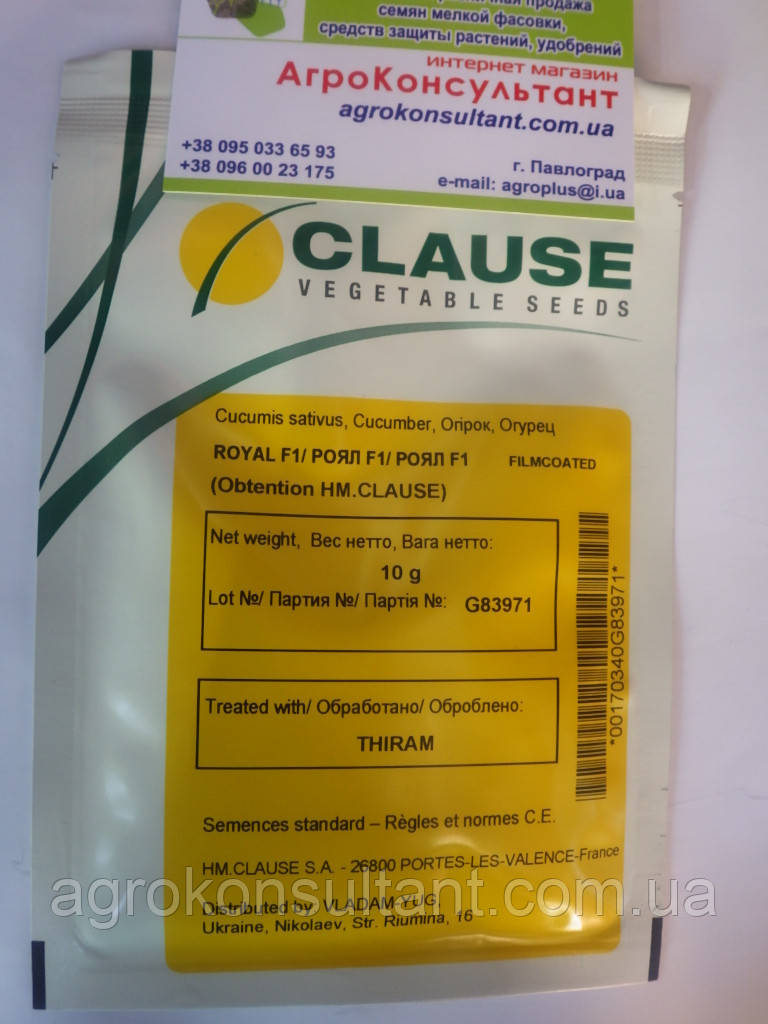 продажа
семян мелкой фасовки,
средств защиты растений, удобрений
интернет магазин
АгроКонсультант
agrokonsultant.com.ua
+38 095 033 65 93
+38 096 00 23 175
г. Павлоград
e-mail: agroplus@i.ua
CLAUSE
VEGETABLE SEEDS
Cucumis sativus, Cucumber, Огірок, Огурец
ROYAL F1/ РОЯЛ F1/ РОЯЛ F1 FILMCOATED
(Obtention HM.CLAUSE)
Net weight, Вес нетто, Вага нетто:
10 g
Lot №/ Партия №/ Партія №: G83971
*00170340G83971*
Treated with/ Обработано/ Оброблено:
THIRAM
Semences standard – Règles et normes C.E.
HM.CLAUSE S.A. - 26800 PORTES-LES-VALENCE-France
agrokonsultant.com.ua
Distributed by: VLADAM-YUG,
Ukraine, Nikolaev, Str. Riumina, 16